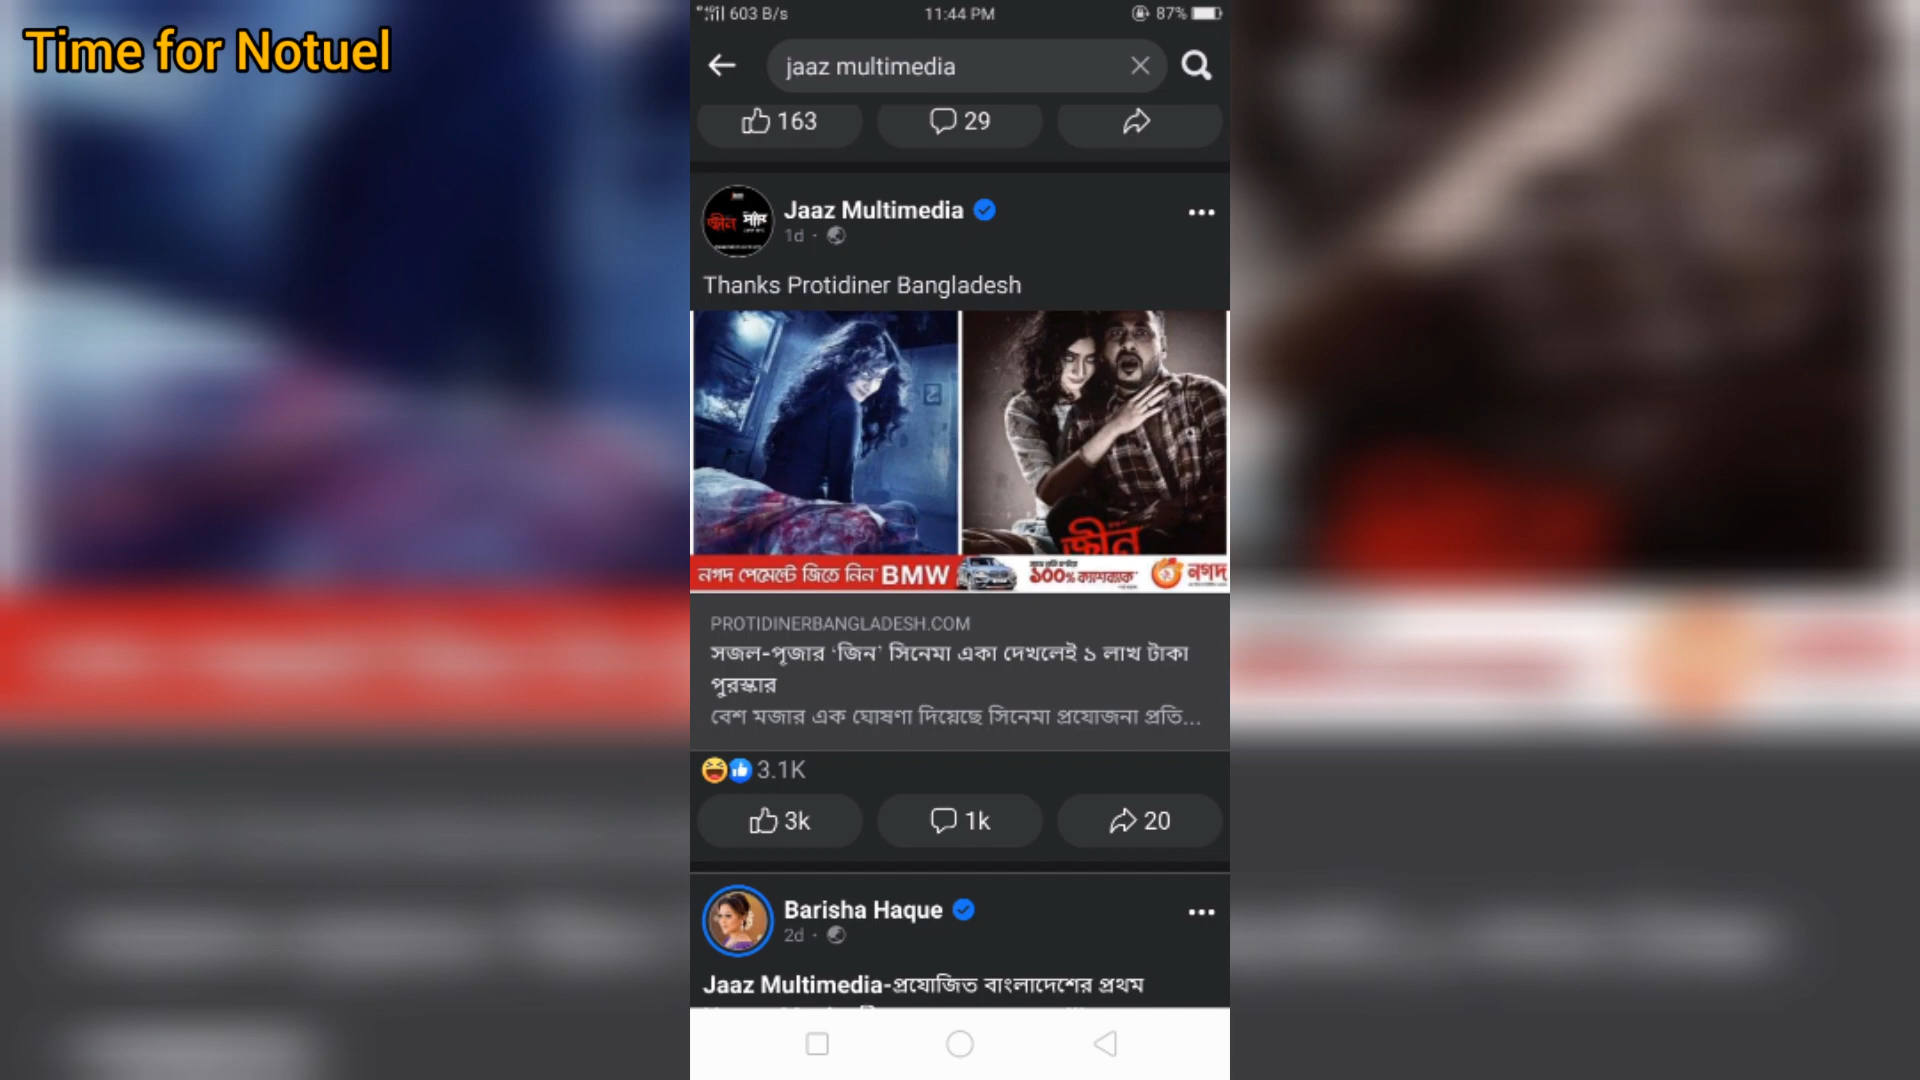 Time for Notuel
603 B/s 11:44 PM 87%
jaaz multimedia
163 29
Jaaz Multimedia
1d
Thanks Protidiner Bangladesh
জ্বীন
নগদ পেমেন্টে জিতে নিন BMW ১০০% ক্যাশব্যাক নগদ
PROTIDINERBANGLADESH.COM
সজল-পূজার ‘জিন’ সিনেমা একা দেখলেই ১ লাখ টাকা
পুরস্কার
বেশ মজার এক ঘোষণা দিয়েছে সিনেমা প্রযোজনা প্রতি...
3.1K
3k 1k 20
Barisha Haque
2d
Jaaz Multimedia-প্রযোজিত বাংলাদেশের প্রথম